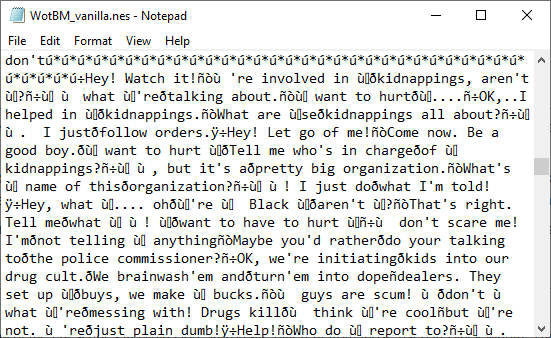 WotBM_vanilla.nes - Notepad
File Edit Format View Help
don'tú*ú*ú*ú*ú*ú*ú*ú*ú*ú*ú*ú*ú*ú*ú*ú*ú*ú*ú*ú*ú*ú*ú*ú*ú*ú*ú*
ú*ú*ú*ú*ú÷Hey! Watch it!ñòù 're involved in ù▯ðkidnappings, aren't
ù▯?ñ÷ù▯ ù  what ù▯'reðtalking about.ñòù▯ want to hurtðù▯....ñ÷OK,..I
helped in ù▯ðkidnappings.ñòWhat are ù▯seðkidnappings all about?ñ÷ù▯
ù .  I justðfollow orders.ÿ÷Hey! Let go of me!ñòCome now. Be a
good boy.ðù▯ want to hurt ù▯ðTell me who's in chargeðof ù▯
kidnappings?ñ÷ù▯ ù , but it's aðpretty big organization.ñòWhat's
ù▯ name of thisðorganization?ñ÷ù▯ ù ! I just doðwhat I'm told!
ÿ÷Hey, what ù▯.... ohðù▯'re ù▯  Black ù▯ðaren't ù▯?ñòThat's right.
Tell meðwhat ù▯ ù ! ù▯ðwant to have to hurt ù▯ñ÷ù  don't scare me!
I'mðnot telling ù▯ anythingñòMaybe you'd ratherðdo your talking
toðthe police commissioner?ñ÷OK, we're initiatingðkids into our
drug cult.ðWe brainwash'em andðturn'em into dopeñdealers. They
set up ù▯ðbuys, we make ù▯ bucks.ñòù  guys are scum! ù ðdon't ù
what ù▯'reðmessing with! Drugs killðù  think ù▯'re coolñbut ù▯'re
not. ù 'reðjust plain dumb!ÿ÷Help!ñòWho do ù▯ report to?ñ÷ù▯ ù .